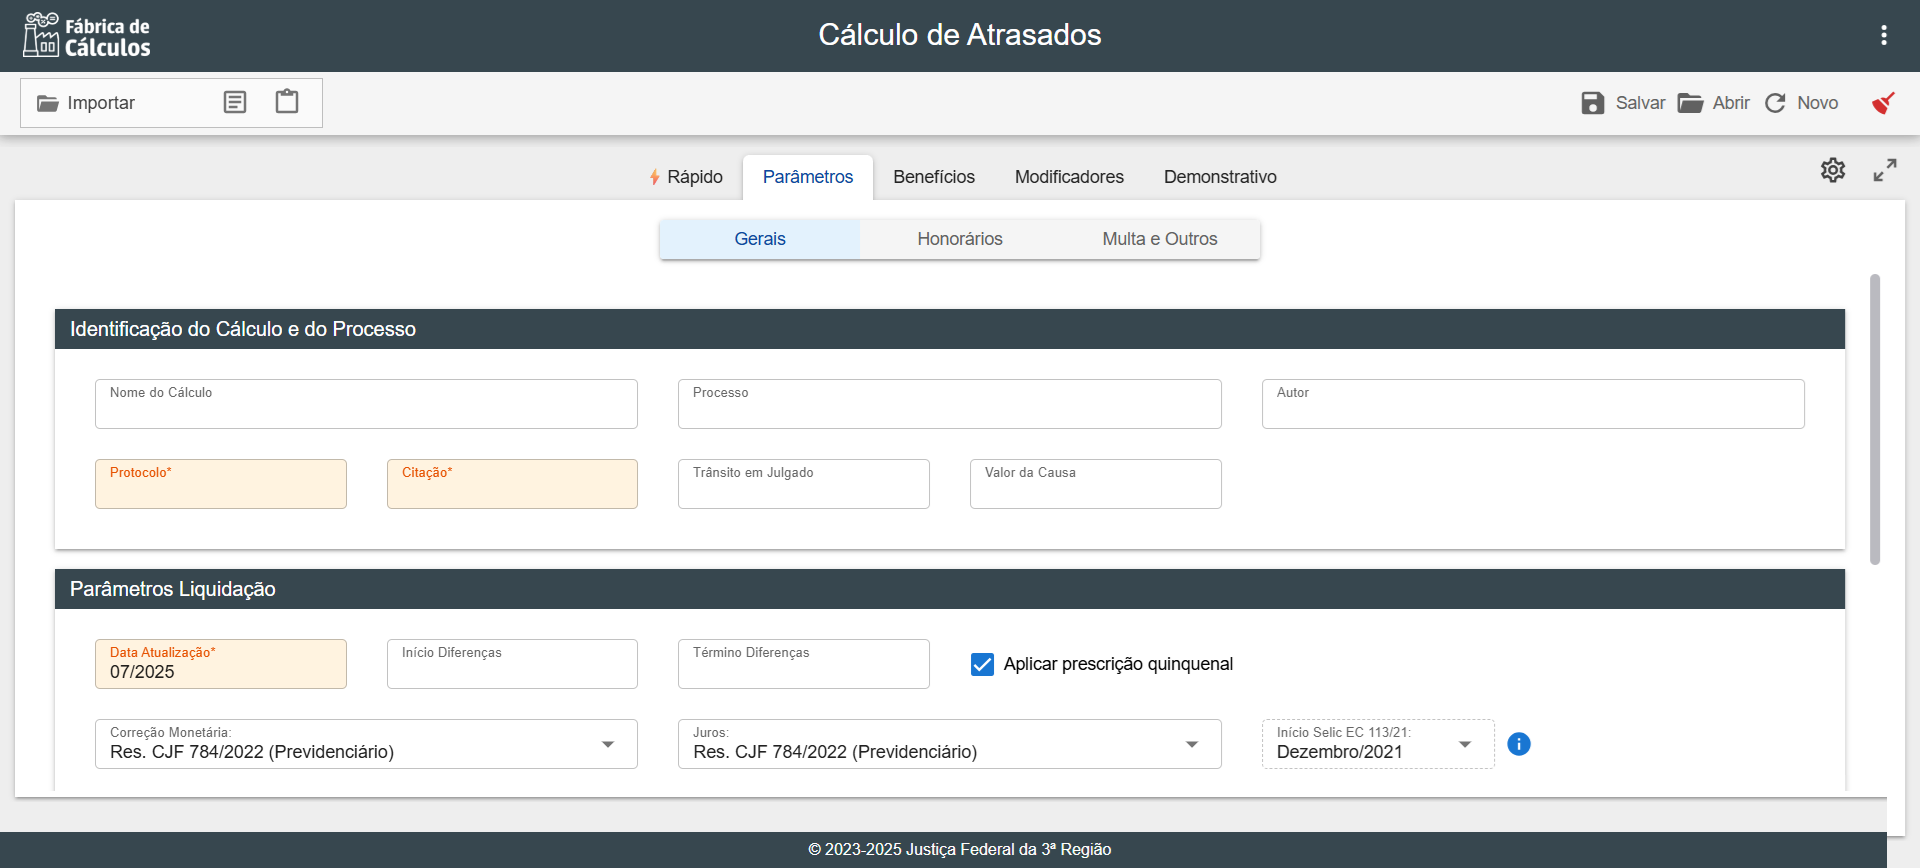 Fábrica de
Cálculos
Cálculo de Atrasados
Importar
Salvar
Abrir
Novo
Rápido
Parâmetros
Benefícios
Modificadores
Demonstrativo
Gerais
Honorários
Multa e Outros
Identificação do Cálculo e do Processo
Nome do Cálculo
Processo
Autor
Protocolo*
Citação*
Trânsito em Julgado
Valor da Causa
Parâmetros Liquidação
Data Atualização*
07/2025
Início Diferenças
Término Diferenças
Aplicar prescrição quinquenal
Correção Monetária:
Res. CJF 784/2022 (Previdenciário)
Juros:
Res. CJF 784/2022 (Previdenciário)
Início Selic EC 113/21:
Dezembro/2021
© 2023-2025 Justiça Federal da 3ª Região